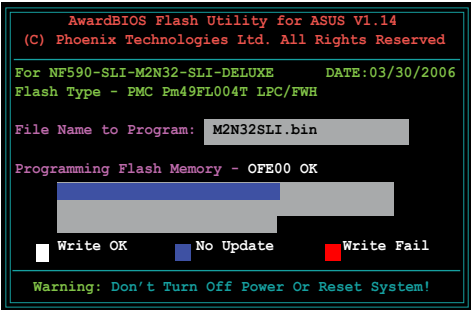 AwardBIOS Flash Utility for ASUS V1.14
(C) Phoenix Technologies Ltd. All Rights Reserved
For NF590-SLI-M2N32-SLI-DELUXE DATE:03/30/2006
Flash Type - PMC Pm49FL004T LPC/FWH
File Name to Program: M2N32SLI.bin
Programming Flash Memory - OFE00 OK
Write OK No Update Write Fail
Warning: Don't Turn Off Power Or Reset System!